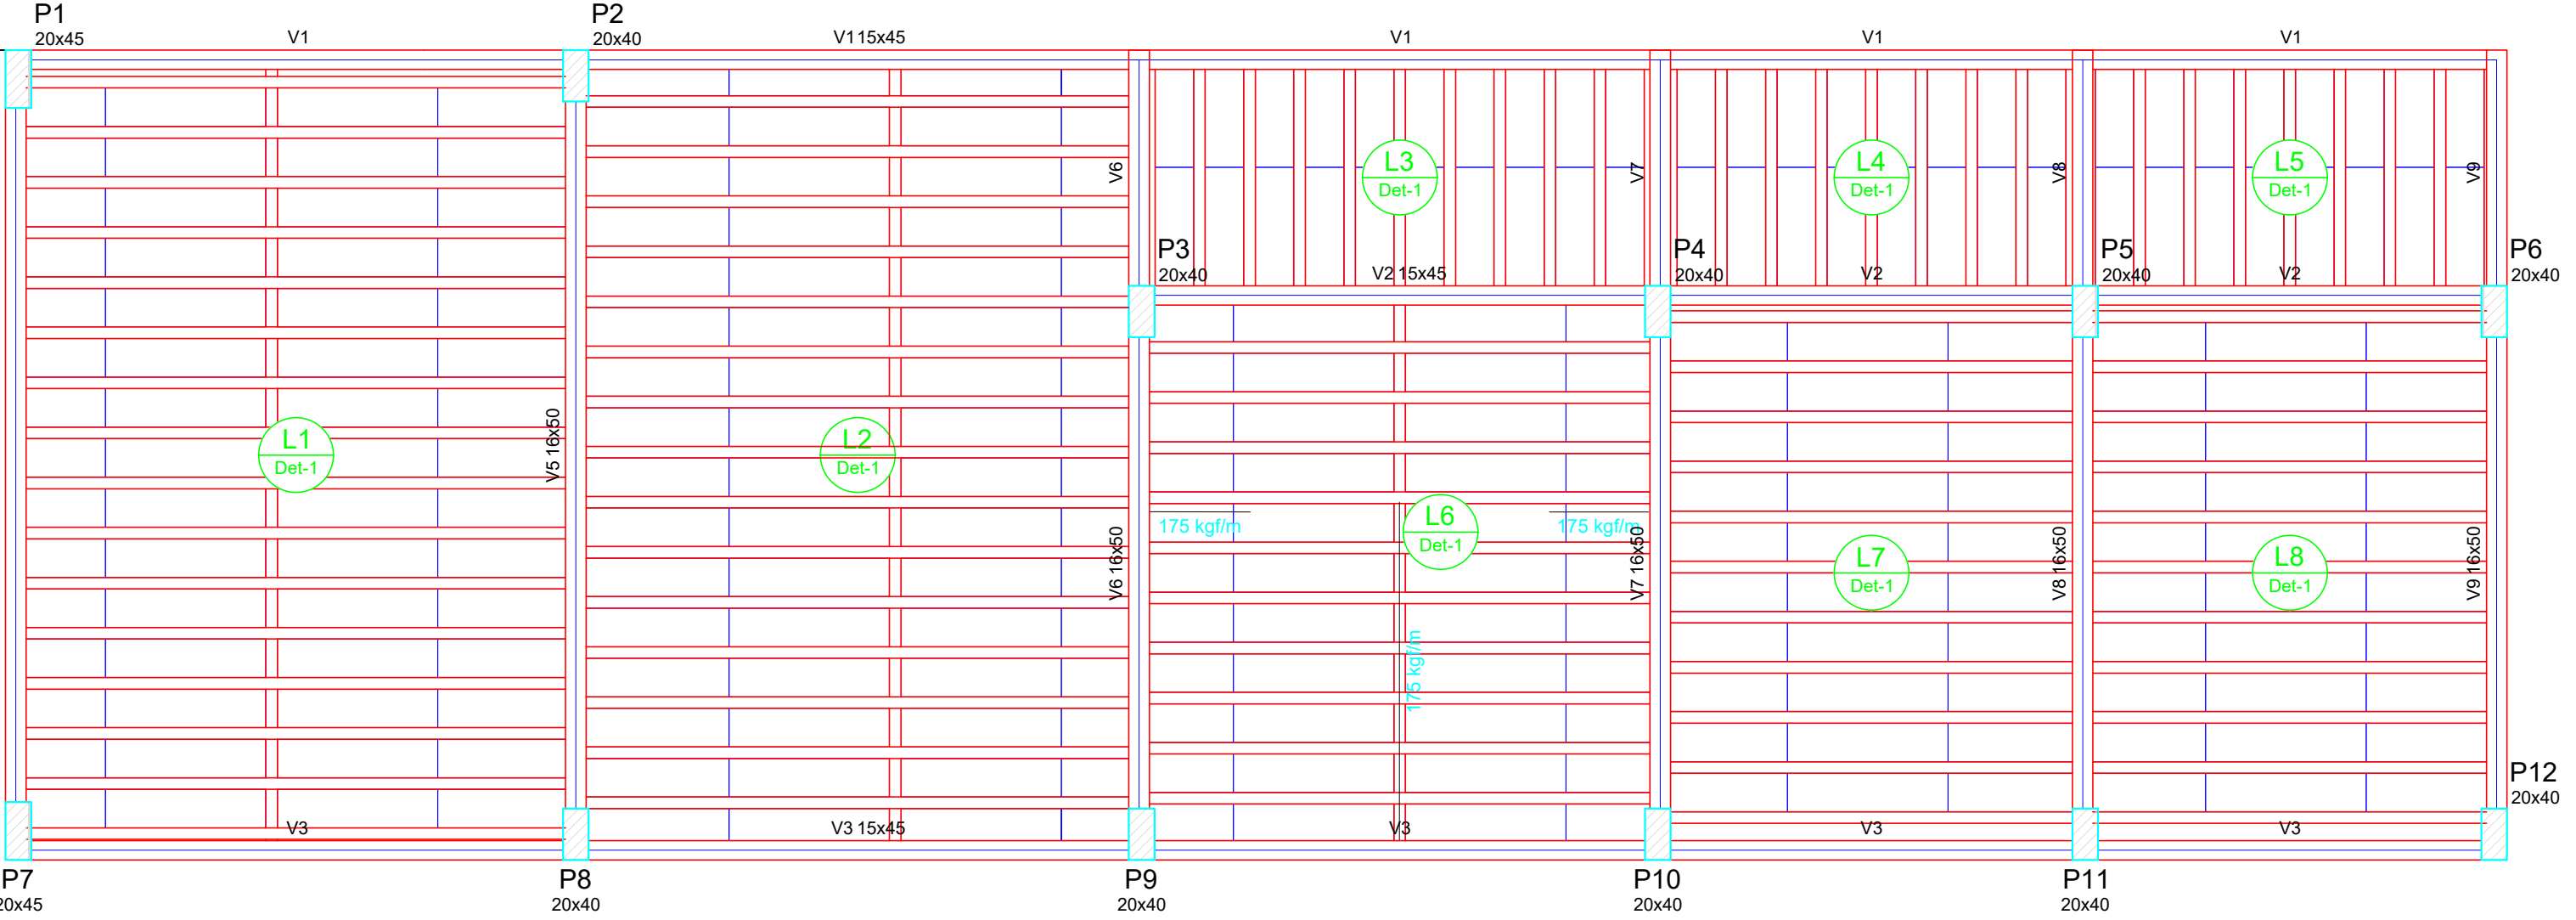 P1
20x45
V1
P2
20x40
V1 15x45
V1
V1
V1
V6
L3
Det-1
V7
L4
Det-1
V8
L5
Det-1
V9
P3
20x40
V2 15x45
P4
20x40
V2
P5
20x40
V2
P6
20x40
L1
Det-1
V5 16x50
L2
Det-1
V6 16x50
175 kgf/m
L6
Det-1
175 kgf/m
V7 16x50
175 kgf/m
L7
Det-1
V8 16x50
L8
Det-1
V9 16x50
P12
20x40
V3
V3 15x45
V3
V3
V3
P7
20x45
P8
20x40
P9
20x40
P10
20x40
P11
20x40